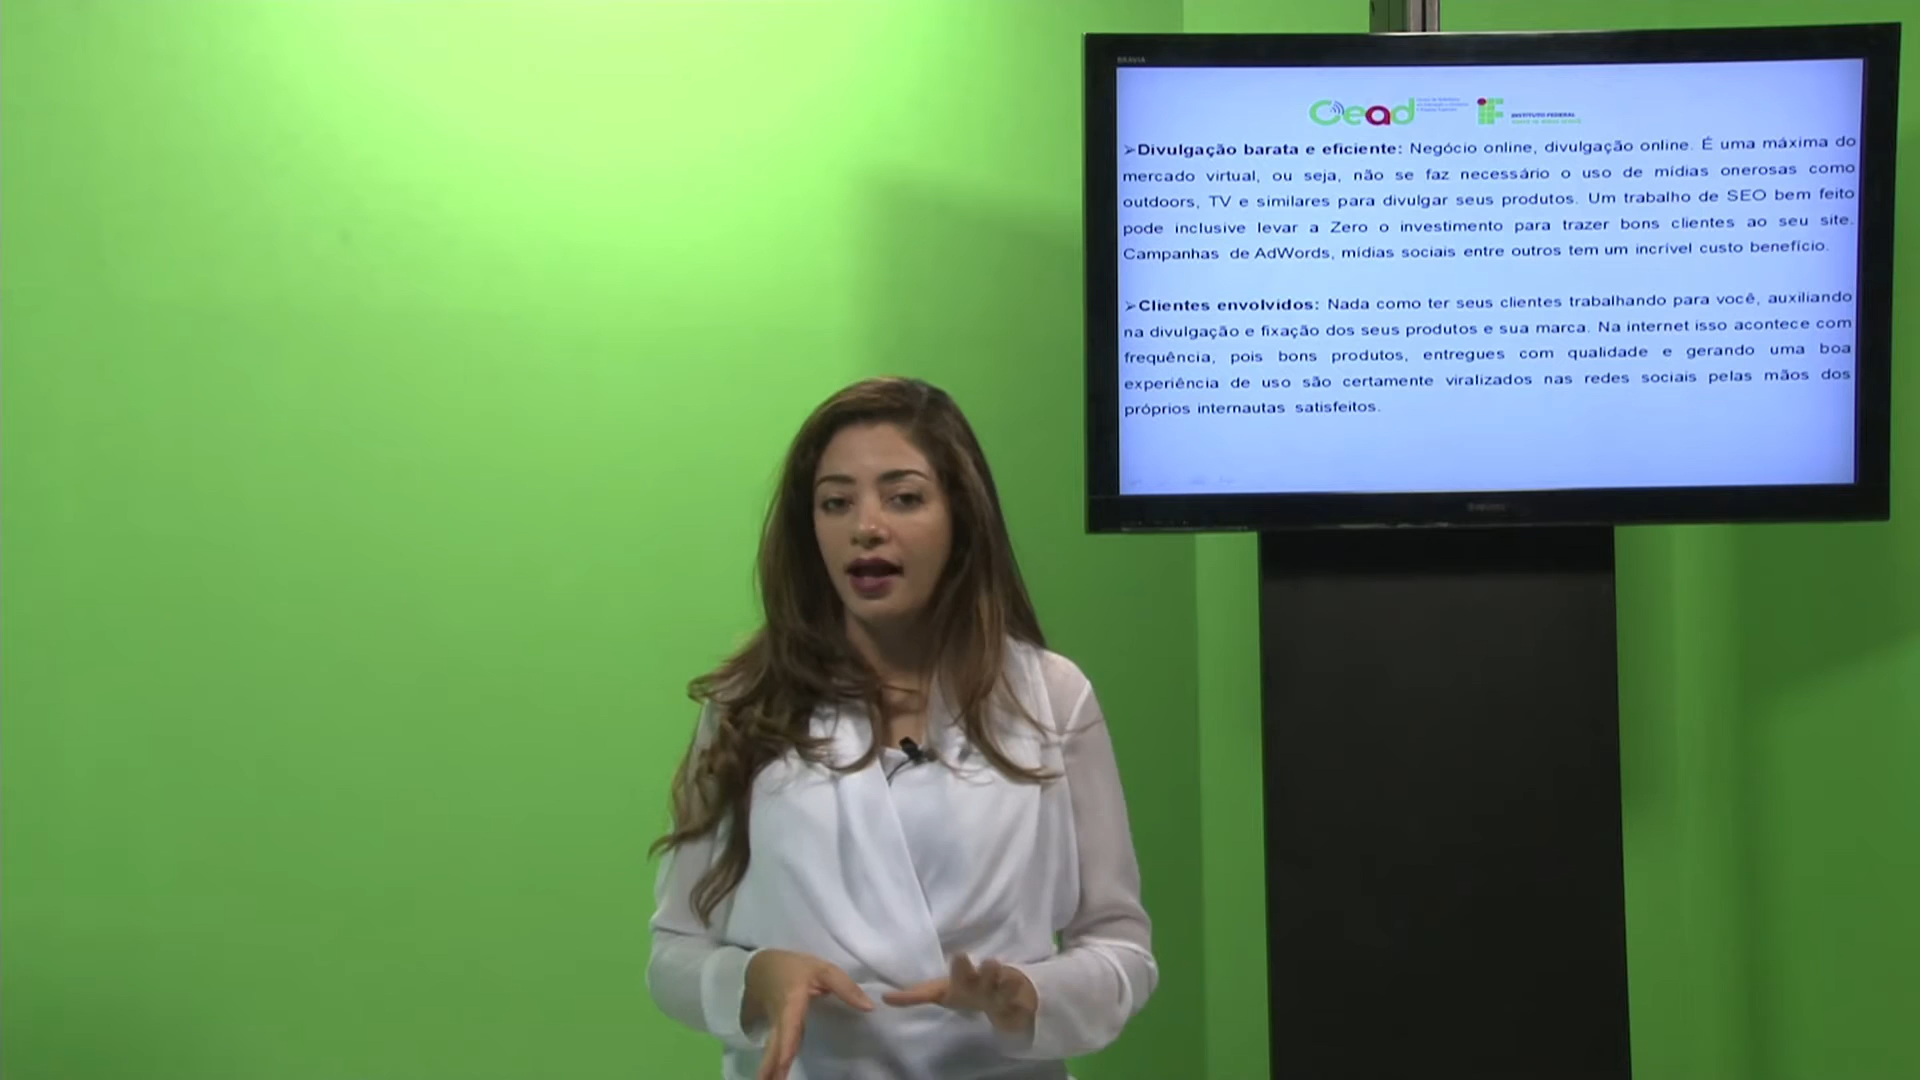 BRAVIA
Cead
INSTITUTO FEDERAL
➢Divulgação barata e eficiente: Negócio online, divulgação online. É uma máxima do
mercado virtual, ou seja, não se faz necessário o uso de mídias onerosas como
outdoors, TV e similares para divulgar seus produtos. Um trabalho de SEO bem feito
pode inclusive levar a Zero o investimento para trazer bons clientes ao seu site.
Campanhas de AdWords, mídias sociais entre outros tem um incrível custo benefício.
➢Clientes envolvidos: Nada como ter seus clientes trabalhando para você, auxiliando
na divulgação e fixação dos seus produtos e sua marca. Na internet isso acontece com
frequência, pois bons produtos, entregues com qualidade e gerando uma boa
experiência de uso são certamente viralizados nas redes sociais pelas mãos dos
próprios internautas satisfeitos.